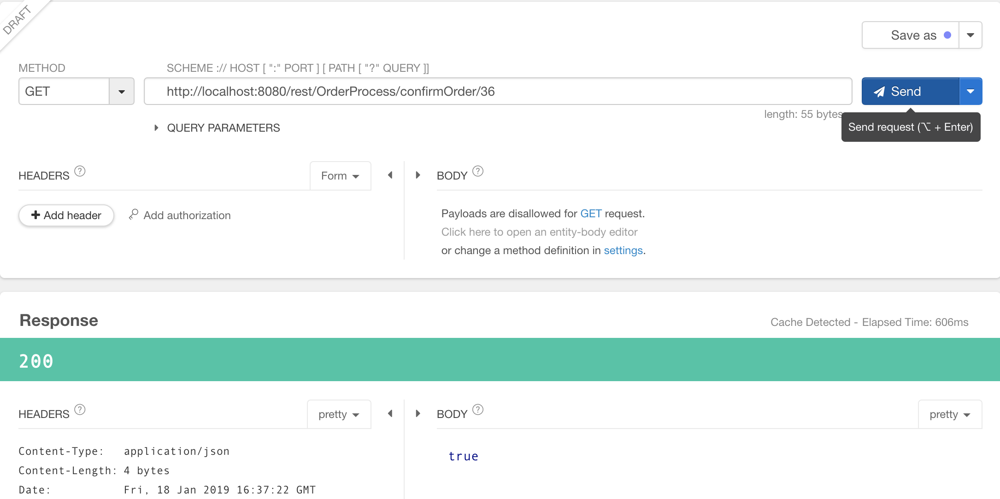 DRAFT
Save as
METHOD
SCHEME :// HOST [ ":" PORT ] [ PATH [ "?" QUERY ]]
GET
http://localhost:8080/rest/OrderProcess/confirmOrder/36
Send
length: 55 bytes
Send request (⌥ + Enter)
QUERY PARAMETERS
HEADERS ?
Form
BODY ?
Add header
Add authorization
Payloads are disallowed for GET request.
Click here to open an entity-body editor
or change a method definition in settings.
Response
Cache Detected - Elapsed Time: 606ms
200
HEADERS ?
pretty
BODY ?
pretty
Content-Type: application/json
Content-Length: 4 bytes
Date: Fri, 18 Jan 2019 16:37:22 GMT
true